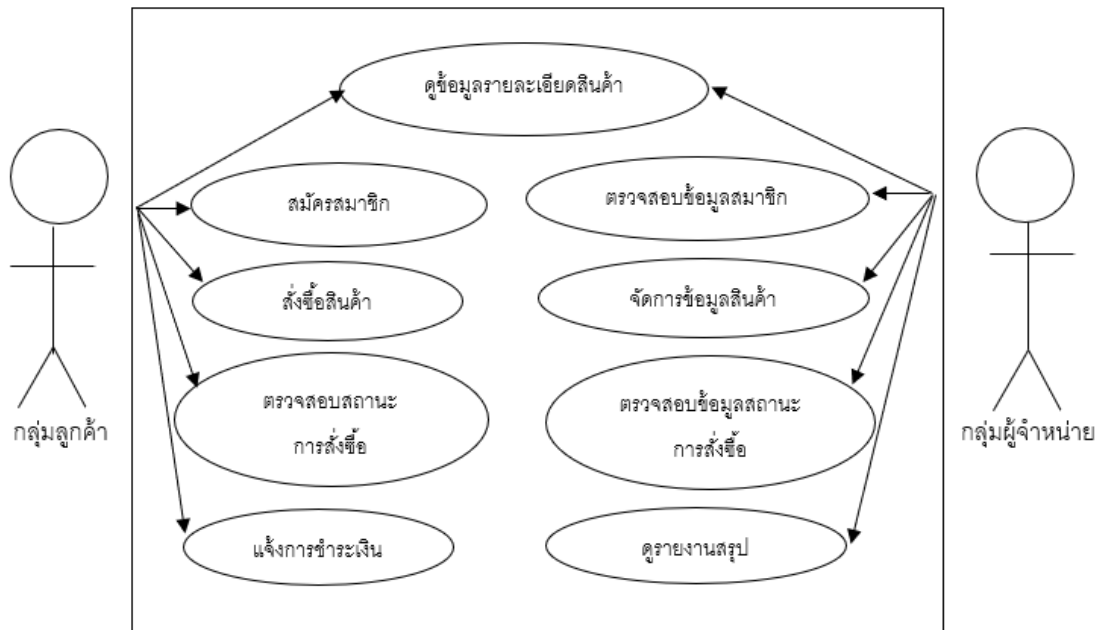 ดูข้อมูลรายละเอียดสินค้า
สมัครสมาชิก
ตรวจสอบข้อมูลสมาชิก
สั่งซื้อสินค้า
จัดการข้อมูลสินค้า
ตรวจสอบสถานะ
การสั่งซื้อ
ตรวจสอบข้อมูลสถานะ
การสั่งซื้อ
กลุ่มลูกค้า
กลุ่มผู้จำหน่าย
แจ้งการชำระเงิน
ดูรายงานสรุป